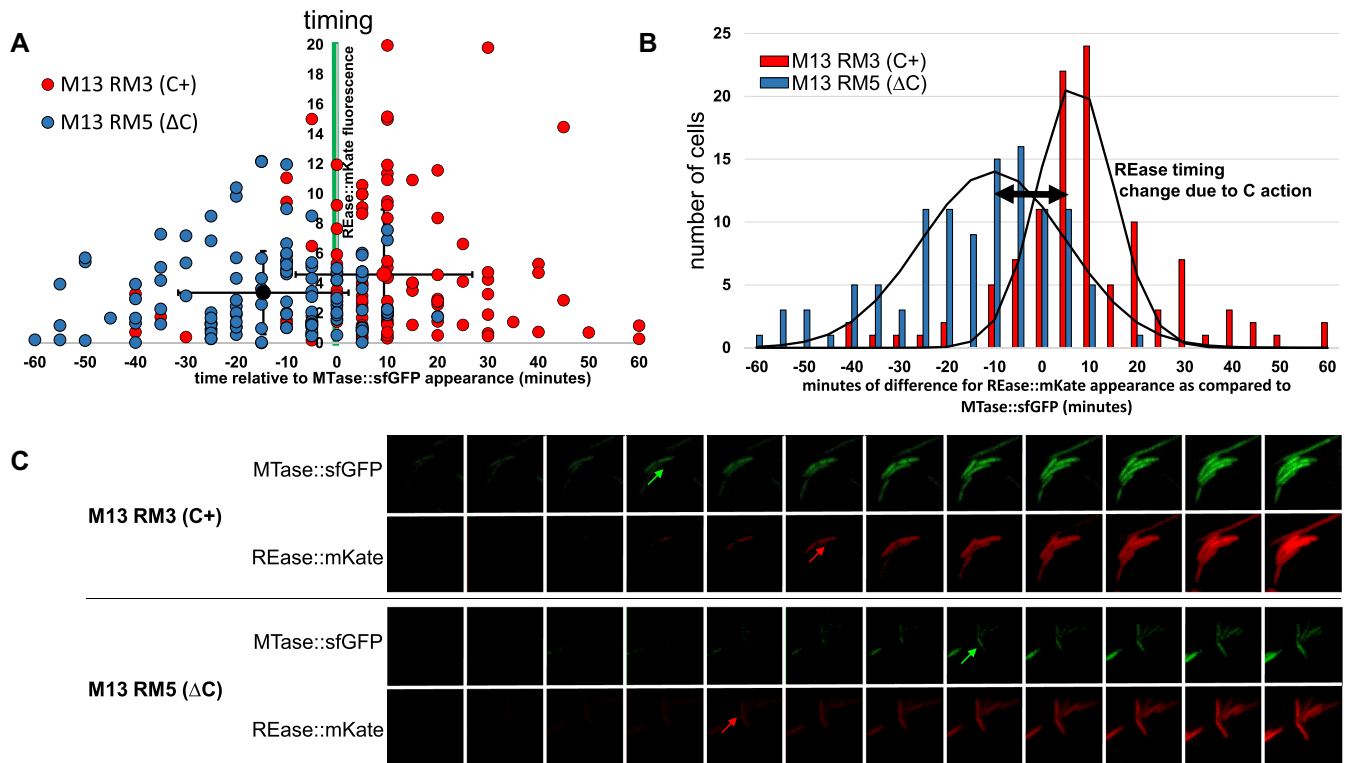 A
timing
M13 RM3 (C+)
M13 RM5 (ΔC)
REase::mKate fluorescence
20
18
16
14
12
10
8
6
4
2
0
-60 -50 -40 -30 -20 -10 0 10 20 30 40 50 60
time relative to MTase::sfGFP appearance (minutes)
B
M13 RM3 (C+)
M13 RM5 (ΔC)
number of cells
25
20
15
10
5
0
REase timing
change due to C action
-60 -50 -40 -30 -20 -10 0 10 20 30 40 50 60
minutes of difference for REase::mKate appearance as compared to
MTase::sfGFP (minutes)
C
M13 RM3 (C+)
MTase::sfGFP
REase::mKate
M13 RM5 (ΔC)
MTase::sfGFP
REase::mKate